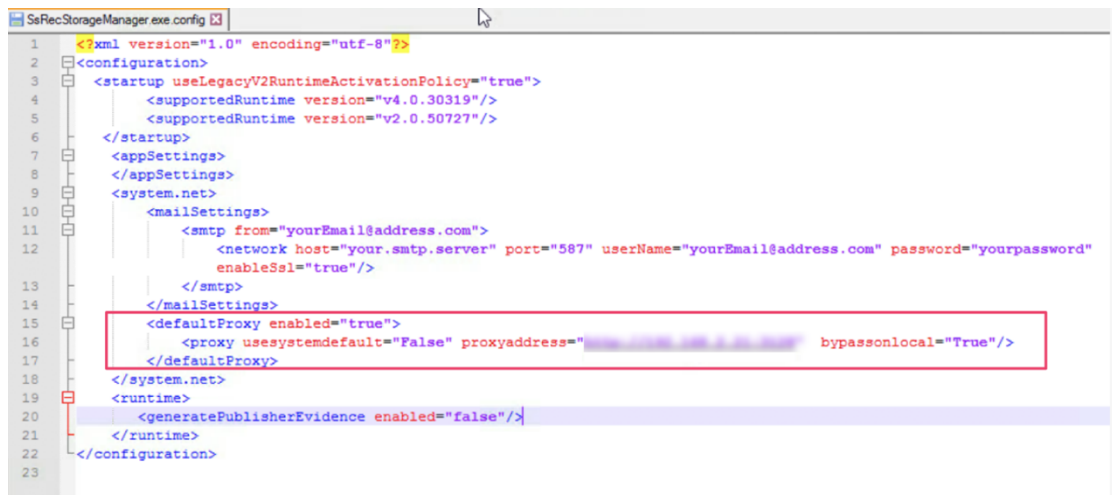 SsRecStorageManager.exe.config
1 <?xml version="1.0" encoding="utf-8"?>
2 <configuration>
3 <startup useLegacyV2RuntimeActivationPolicy="true">
4 <supportedRuntime version="v4.0.30319"/>
5 <supportedRuntime version="v2.0.50727"/>
6 </startup>
7 <appSettings>
8 </appSettings>
9 <system.net>
10 <mailSettings>
11 <smtp from="yourEmail@address.com">
12 <network host="your.smtp.server" port="587" userName="yourEmail@address.com" password="yourpassword"
enableSsl="true"/>
13 </smtp>
14 </mailSettings>
15 <defaultProxy enabled="true">
16 <proxy usesystemdefault="False" proxyaddress=" " bypassonlocal="True"/>
17 </defaultProxy>
18 </system.net>
19 <runtime>
20 <generatePublisherEvidence enabled="false"/>
21 </runtime>
22 </configuration>
23